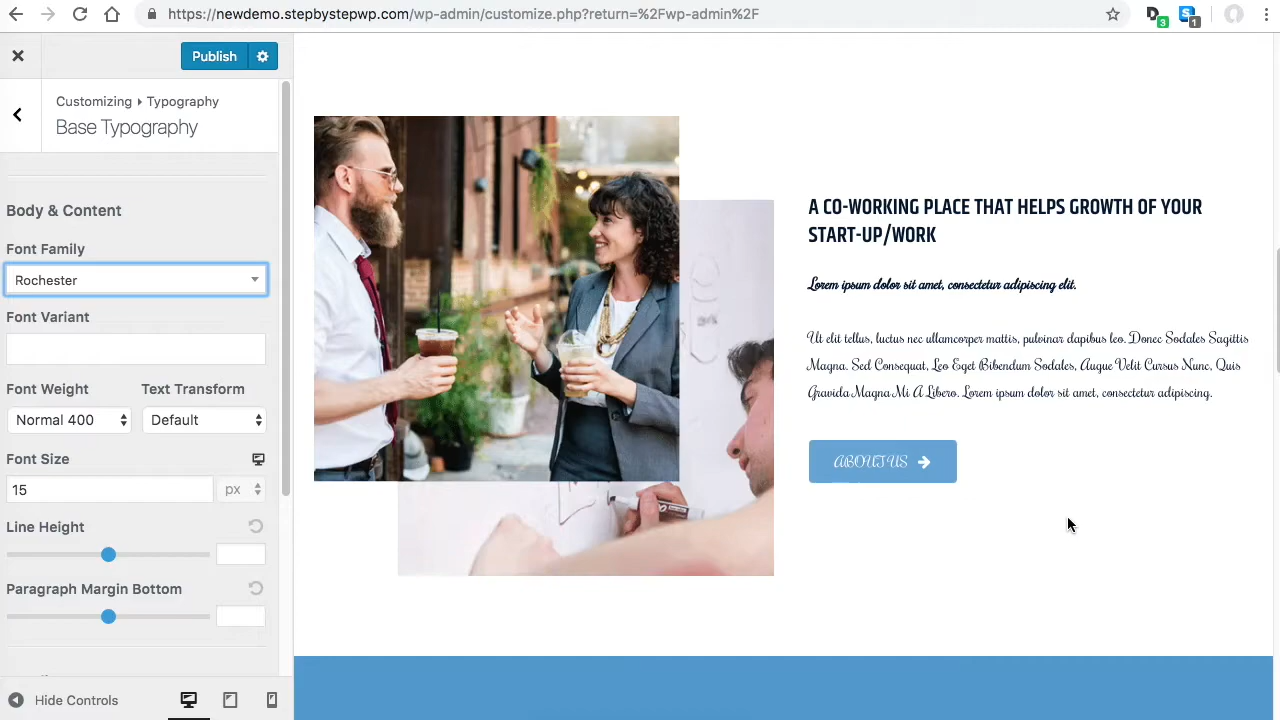 https://newdemo.stepbystepwp.com/wp-admin/customize.php?return=%2Fwp-admin%2F
3
1
Publish
Customizing ▸ Typography
Base Typography
Body & Content
Font Family
Rochester
Font Variant
Font Weight
Text Transform
Normal 400
Default
Font Size
15
px
Line Height
Paragraph Margin Bottom
Hide Controls
A CO-WORKING PLACE THAT HELPS GROWTH OF YOUR
START-UP/WORK
Lorem ipsum dolor sit amet, consectetur adipiscing elit.
Ut elit tellus, luctus nec ullamcorper mattis, pulvinar dapibus leo. Donec Sodales Sagittis
Magna. Sed Consequat, Leo Eget Bibendum Sodales, Augue Velit Cursus Nunc, Quis
Gravida Magna Mi A Libero. Lorem ipsum dolor sit amet, consectetur adipiscing.
ABOUT US